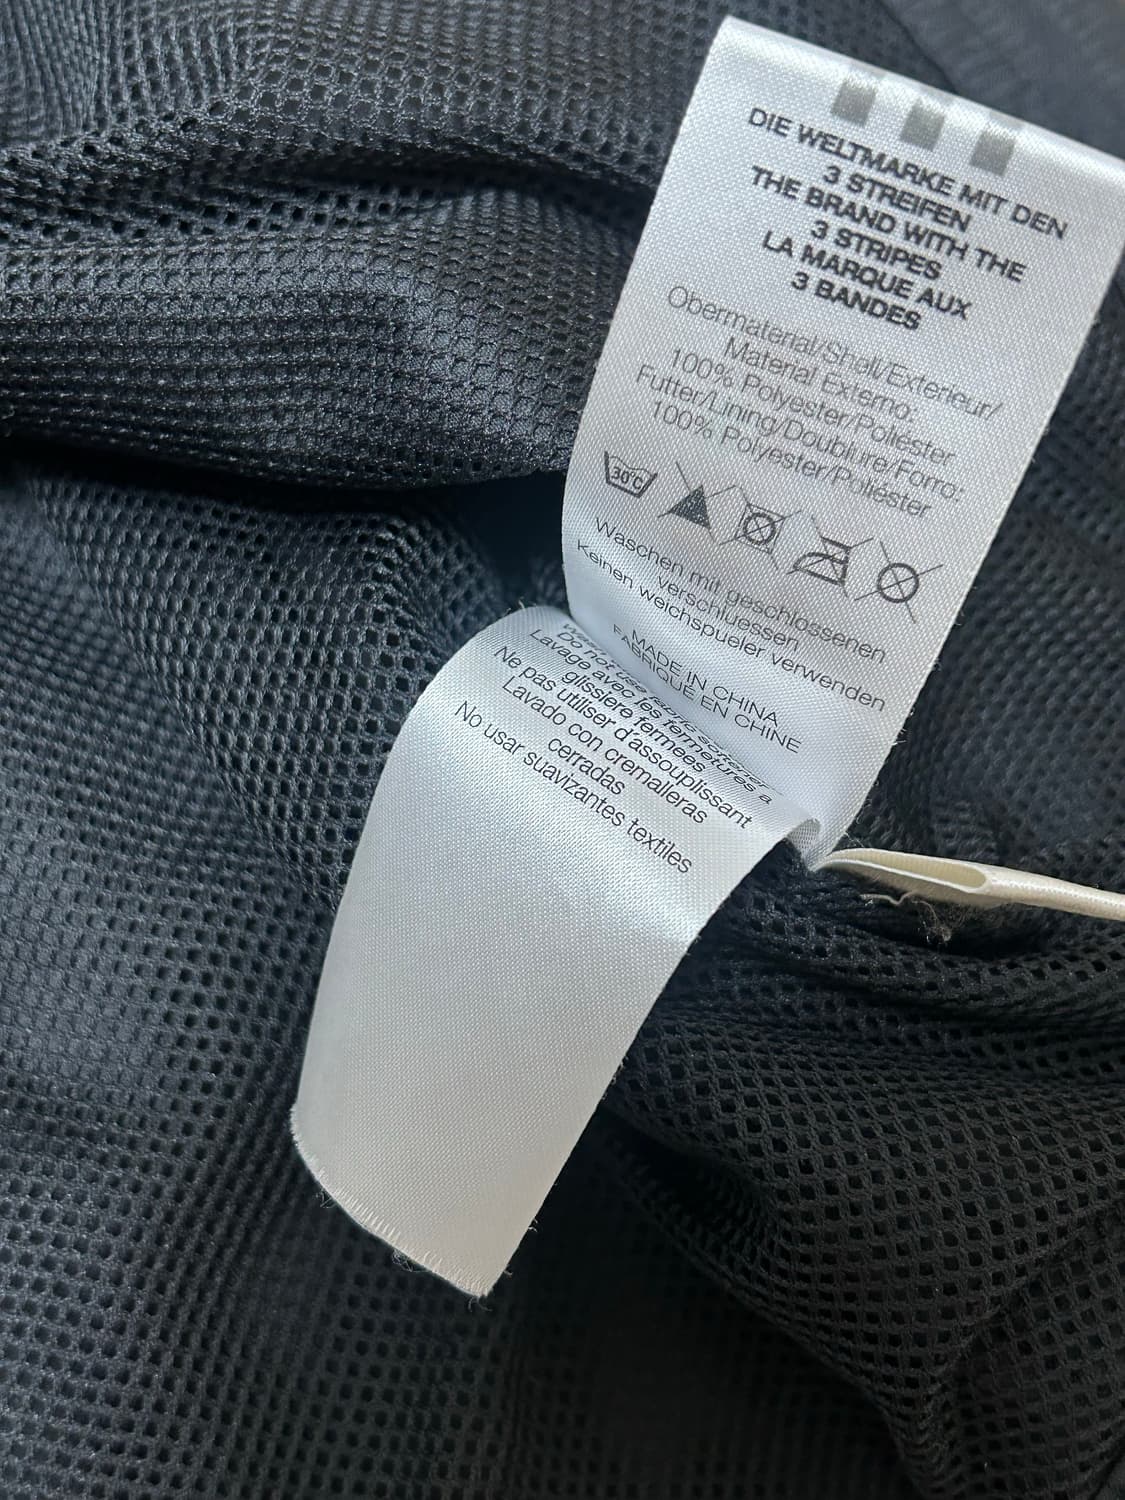 DIE WELTMARKE MIT DEN
3 STREIFEN
THE BRAND WITH THE
3 STRIPES
LA MARQUE AUX
3 BANDES
Obermaterial/Shell/Exterieur/
Material Externo:
100% Polyester/Poliéster
Futter/Lining/Doublure/Forro:
100% Polyester/Poliéster
30°C
Waschen mit geschlossenen
verschluessen
Keinen weichspueler verwenden
MADE IN CHINA
FABRIQUÉ EN CHINE
Do not use fabric softener
Lavage avec les fermetures a
glissiere fermees
Ne pas utiliser d'assouplissant
Lavado con cremalleras
cerradas
No usar suavizantes textiles